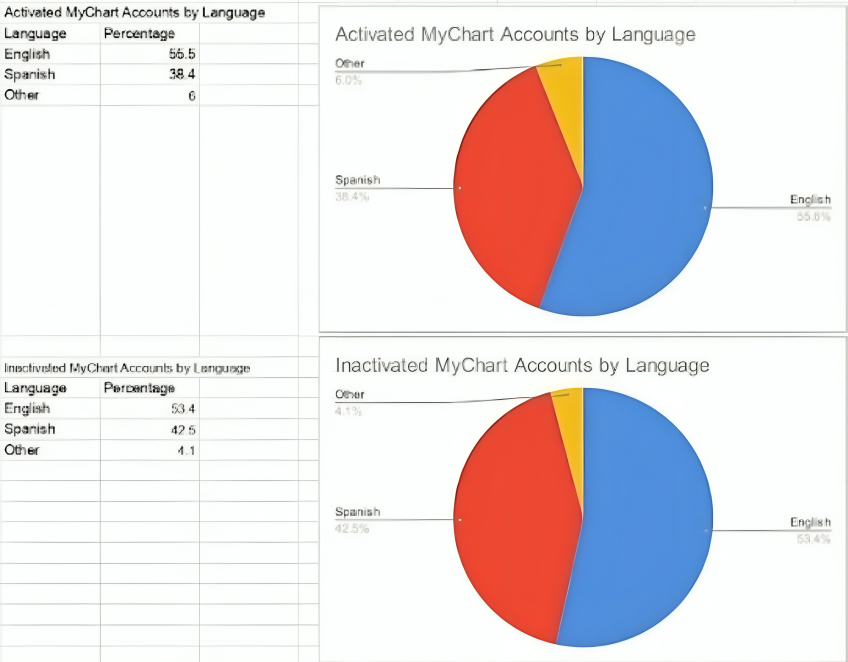 Activated MyChart Accounts by Language
Language Percentage
English 55.5
Spanish 38.4
Other 6
Activated MyChart Accounts by Language
Other
6.0%
Spanish
38.4%
English
55.6%
Inactivated MyChart Accounts by Language
Language Percentage
English 53.4
Spanish 42.5
Other 4.1
Inactivated MyChart Accounts by Language
Other
4.1%
Spanish
42.5%
English
53.4%